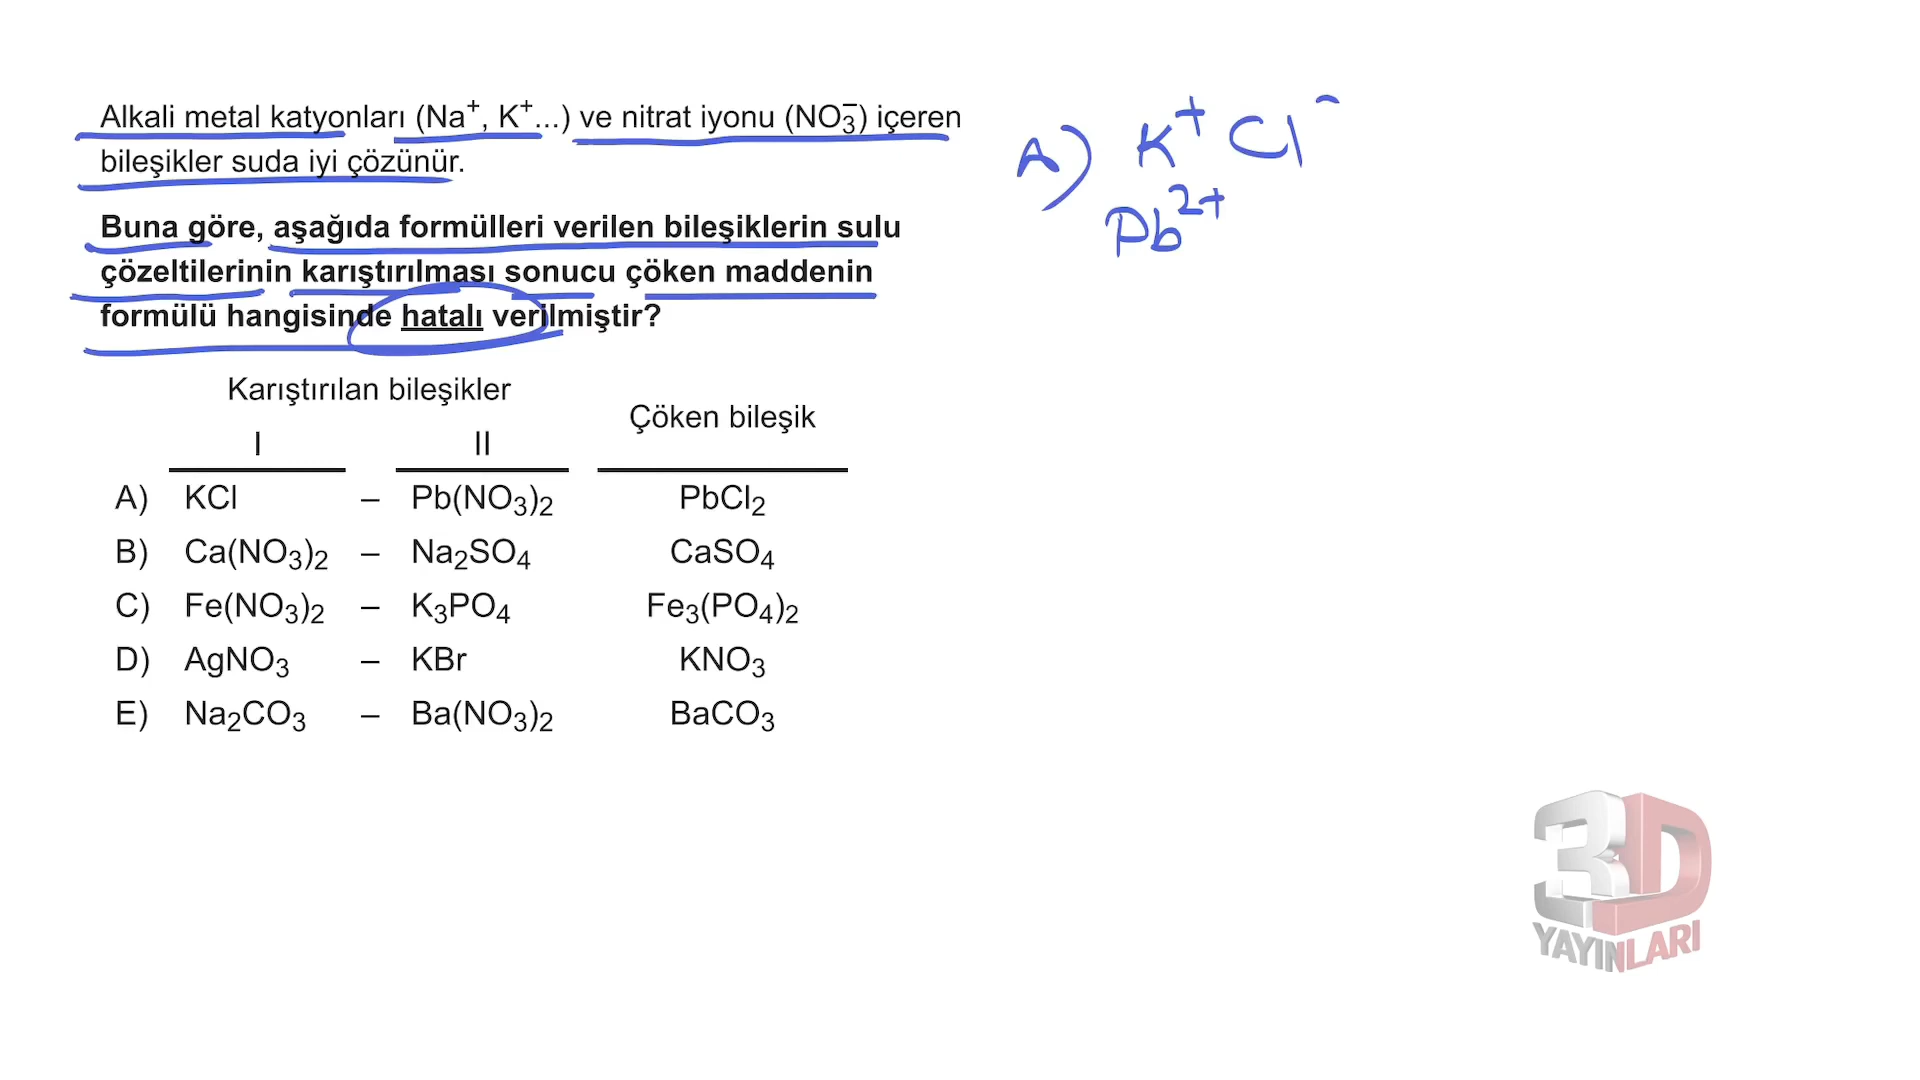 Alkali metal katyonları (Na⁺, K⁺...) ve nitrat iyonu (NO₃⁻) içeren
bileşikler suda iyi çözünür.
Buna göre, aşağıda formülleri verilen bileşiklerin sulu
çözeltilerinin karıştırılması sonucu çöken maddenin
formülü hangisinde hatalı verilmiştir?
Karıştırılan bileşikler
Çöken bileşik
I II
A) KCl – Pb(NO₃)₂ PbCl₂
B) Ca(NO₃)₂ – Na₂SO₄ CaSO₄
C) Fe(NO₃)₂ – K₃PO₄ Fe₃(PO₄)₂
D) AgNO₃ – KBr KNO₃
E) Na₂CO₃ – Ba(NO₃)₂ BaCO₃
A) K⁺ Cl⁻
Pb²⁺
3D
YAYINLARI